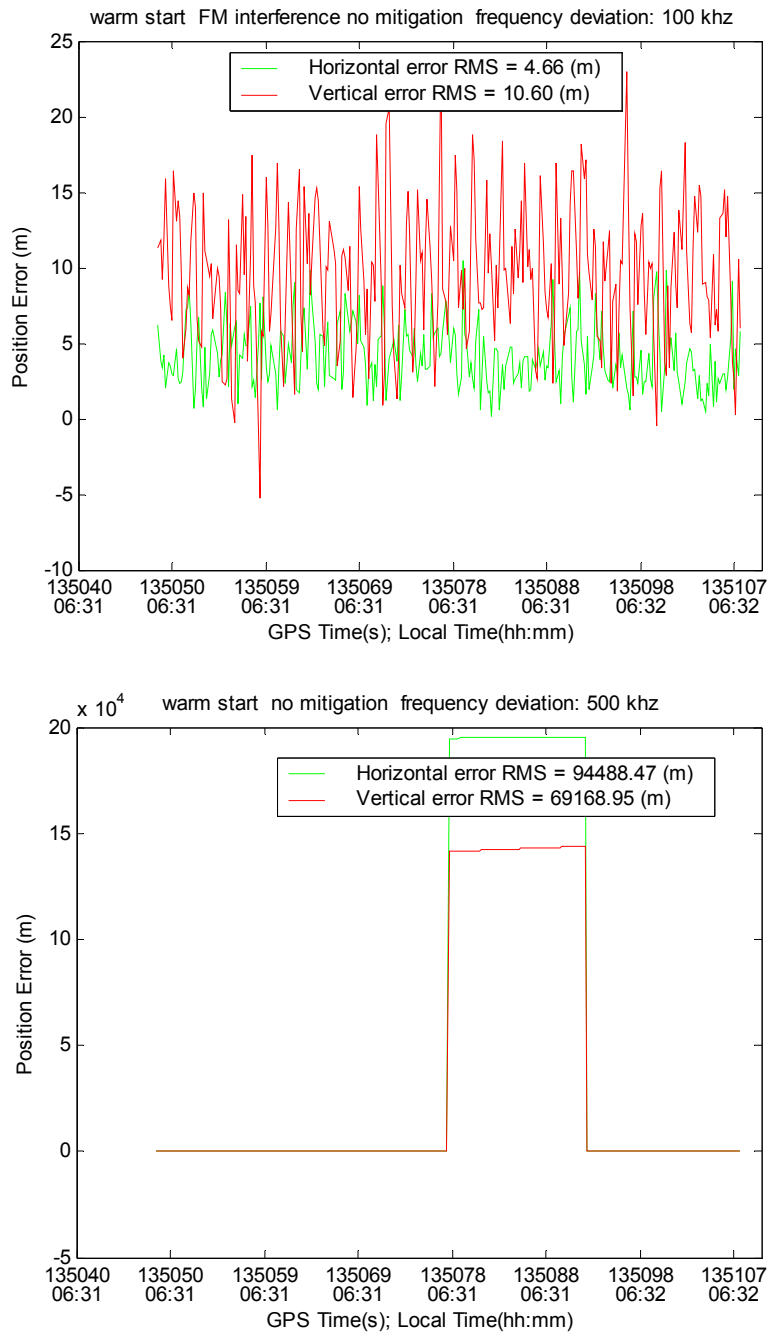 warm start  FM interference no mitigation  frequency deviation: 100 khz
25
20
15
10
5
0
-5
-10
Position Error (m)
Horizontal error RMS = 4.66 (m)
Vertical error RMS = 10.60 (m)
135040 135050 135059 135069 135078 135088 135098 135107
06:31 06:31 06:31 06:31 06:31 06:31 06:32 06:32
GPS Time(s); Local Time(hh:mm)
x 10^4
warm start  no mitigation  frequency deviation: 500 khz
20
15
10
5
0
-5
Position Error (m)
Horizontal error RMS = 94488.47 (m)
Vertical error RMS = 69168.95 (m)
135040 135050 135059 135069 135078 135088 135098 135107
06:31 06:31 06:31 06:31 06:31 06:31 06:32 06:32
GPS Time(s); Local Time(hh:mm)